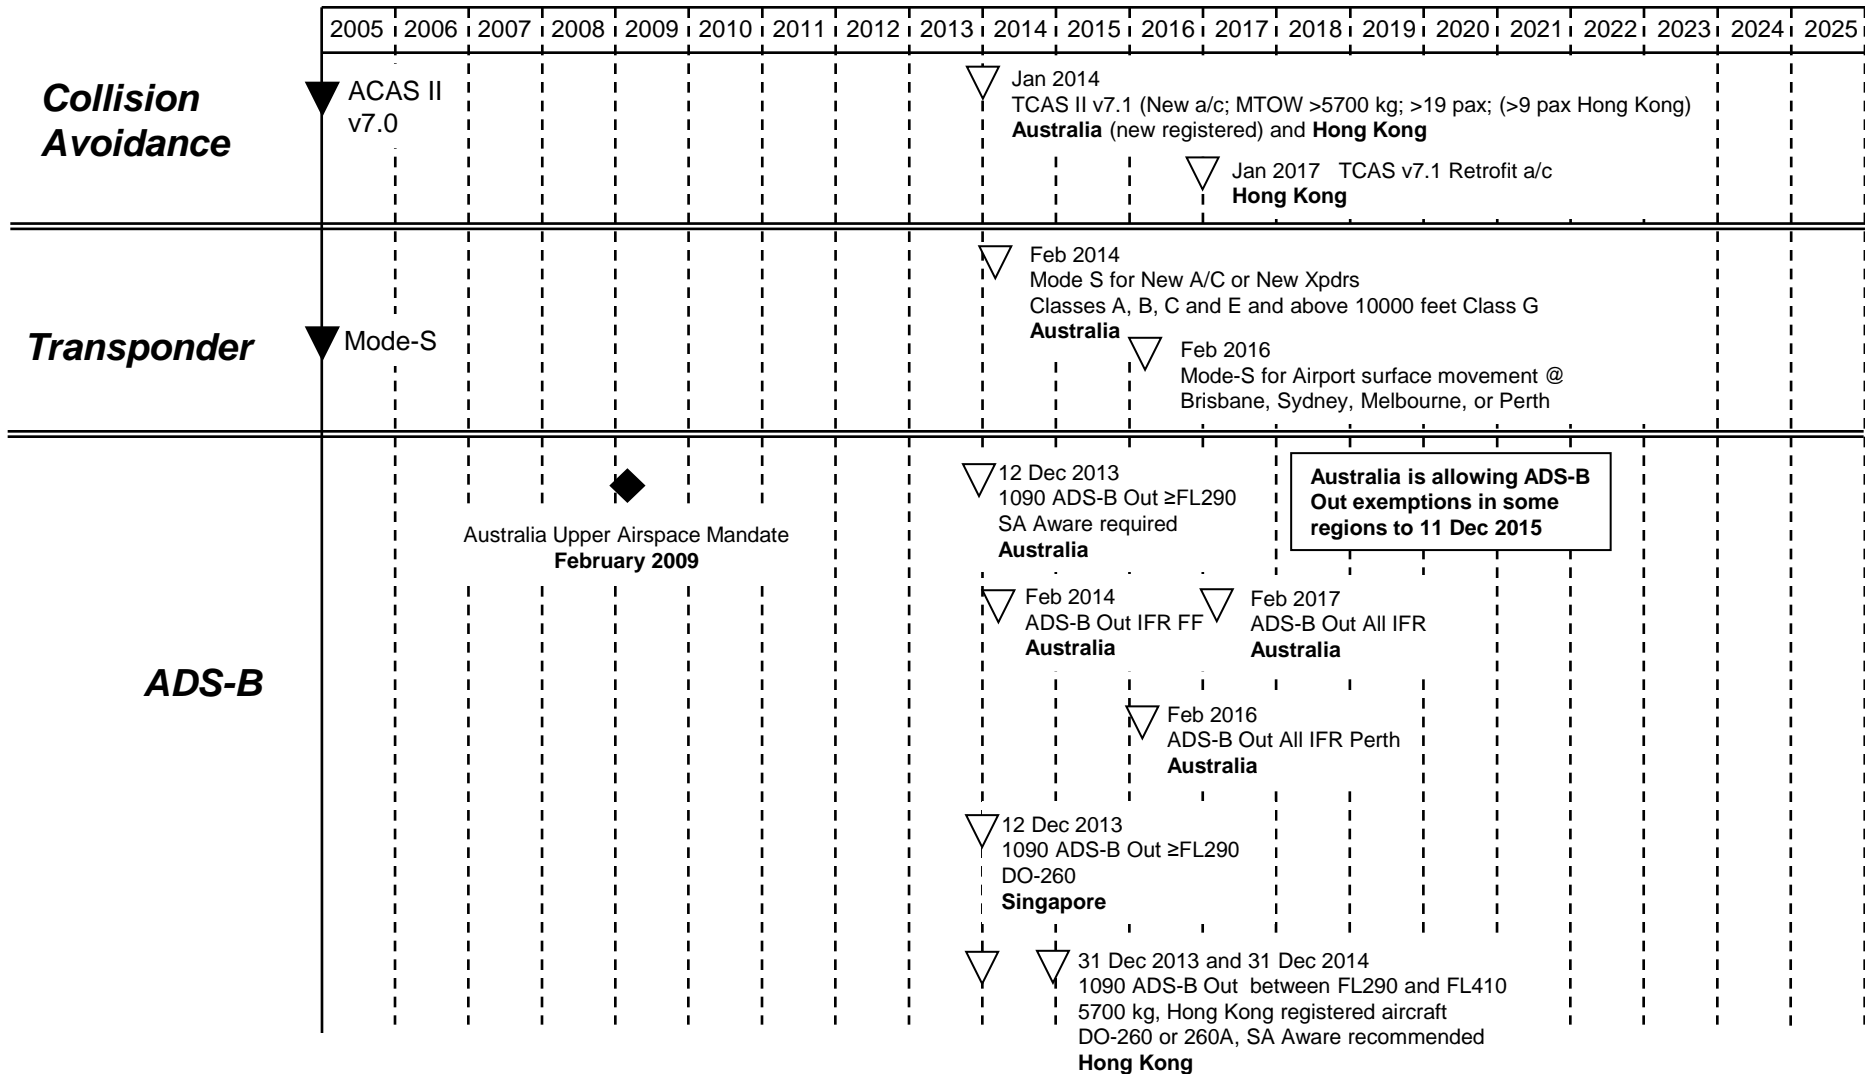 2005 2006 2007 2008 2009 2010 2011 2012 2013 2014 2015 2016 2017 2018 2019 2020 2021 2022 2023 2024 2025
Collision
Avoidance
ACAS II
v7.0
Jan 2014
TCAS II v7.1 (New a/c; MTOW >5700 kg; >19 pax; (>9 pax Hong Kong)
Australia (new registered) and Hong Kong
Jan 2017 TCAS v7.1 Retrofit a/c
Hong Kong
Transponder
Mode-S
Feb 2014
Mode S for New A/C or New Xpdrs
Classes A, B, C and E and above 10000 feet Class G
Australia
Feb 2016
Mode-S for Airport surface movement @
Brisbane, Sydney, Melbourne, or Perth
ADS-B
Australia Upper Airspace Mandate
February 2009
12 Dec 2013
1090 ADS-B Out ≥FL290
SA Aware required
Australia
Australia is allowing ADS-B
Out exemptions in some
regions to 11 Dec 2015
Feb 2014
ADS-B Out IFR FF
Australia
Feb 2017
ADS-B Out All IFR
Australia
Feb 2016
ADS-B Out All IFR Perth
Australia
12 Dec 2013
1090 ADS-B Out ≥FL290
DO-260
Singapore
31 Dec 2013 and 31 Dec 2014
1090 ADS-B Out between FL290 and FL410
5700 kg, Hong Kong registered aircraft
DO-260 or 260A, SA Aware recommended
Hong Kong